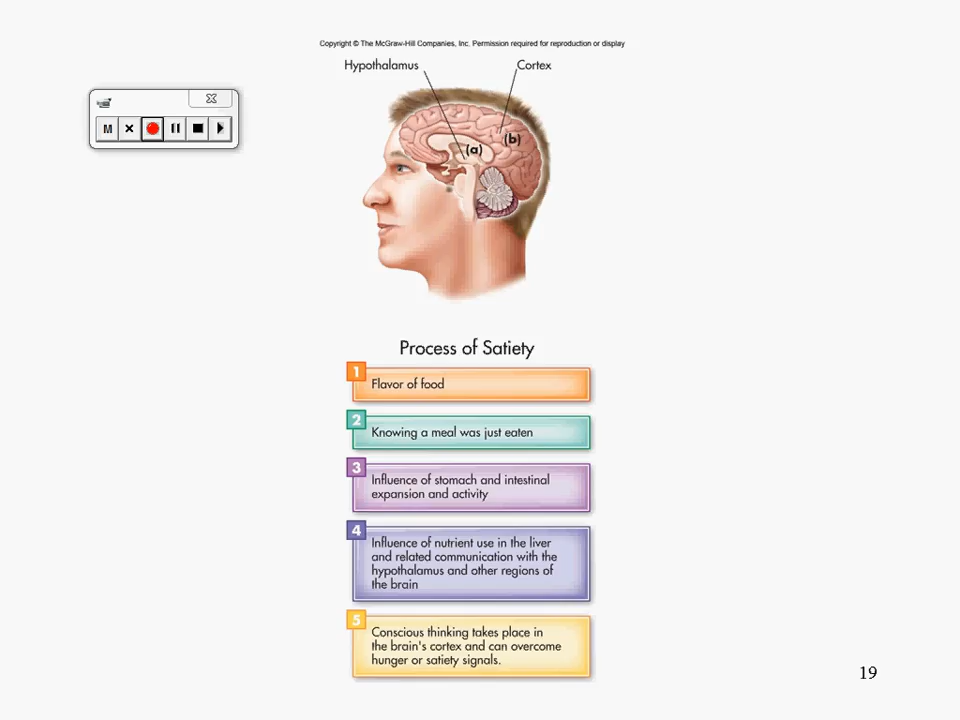 Copyright © The McGraw-Hill Companies, Inc. Permission required for reproduction or display
Hypothalamus
Cortex
M
(a)
(b)
Process of Satiety
1
Flavor of food
2
Knowing a meal was just eaten
3
Influence of stomach and intestinal
expansion and activity
4
Influence of nutrient use in the liver
and related communication with the
hypothalamus and other regions of
the brain
5
Conscious thinking takes place in
the brain's cortex and can overcome
hunger or satiety signals.
19